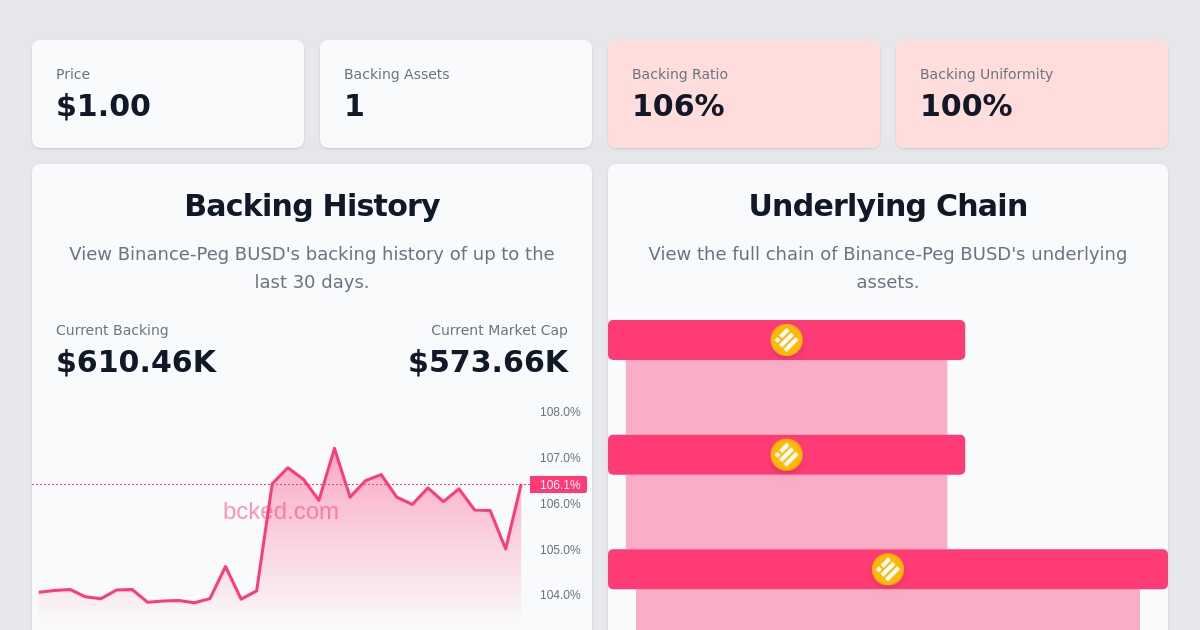 Price
$1.00
Backing Assets
1
Backing Ratio
106%
Backing Uniformity
100%
Backing History
View Binance-Peg BUSD's backing history of up to the
last 30 days.
Current Backing
$610.46K
Current Market Cap
$573.66K
108.0%
107.0%
106.1%
106.0%
105.0%
104.0%
bcked.com
Underlying Chain
View the full chain of Binance-Peg BUSD's underlying
assets.